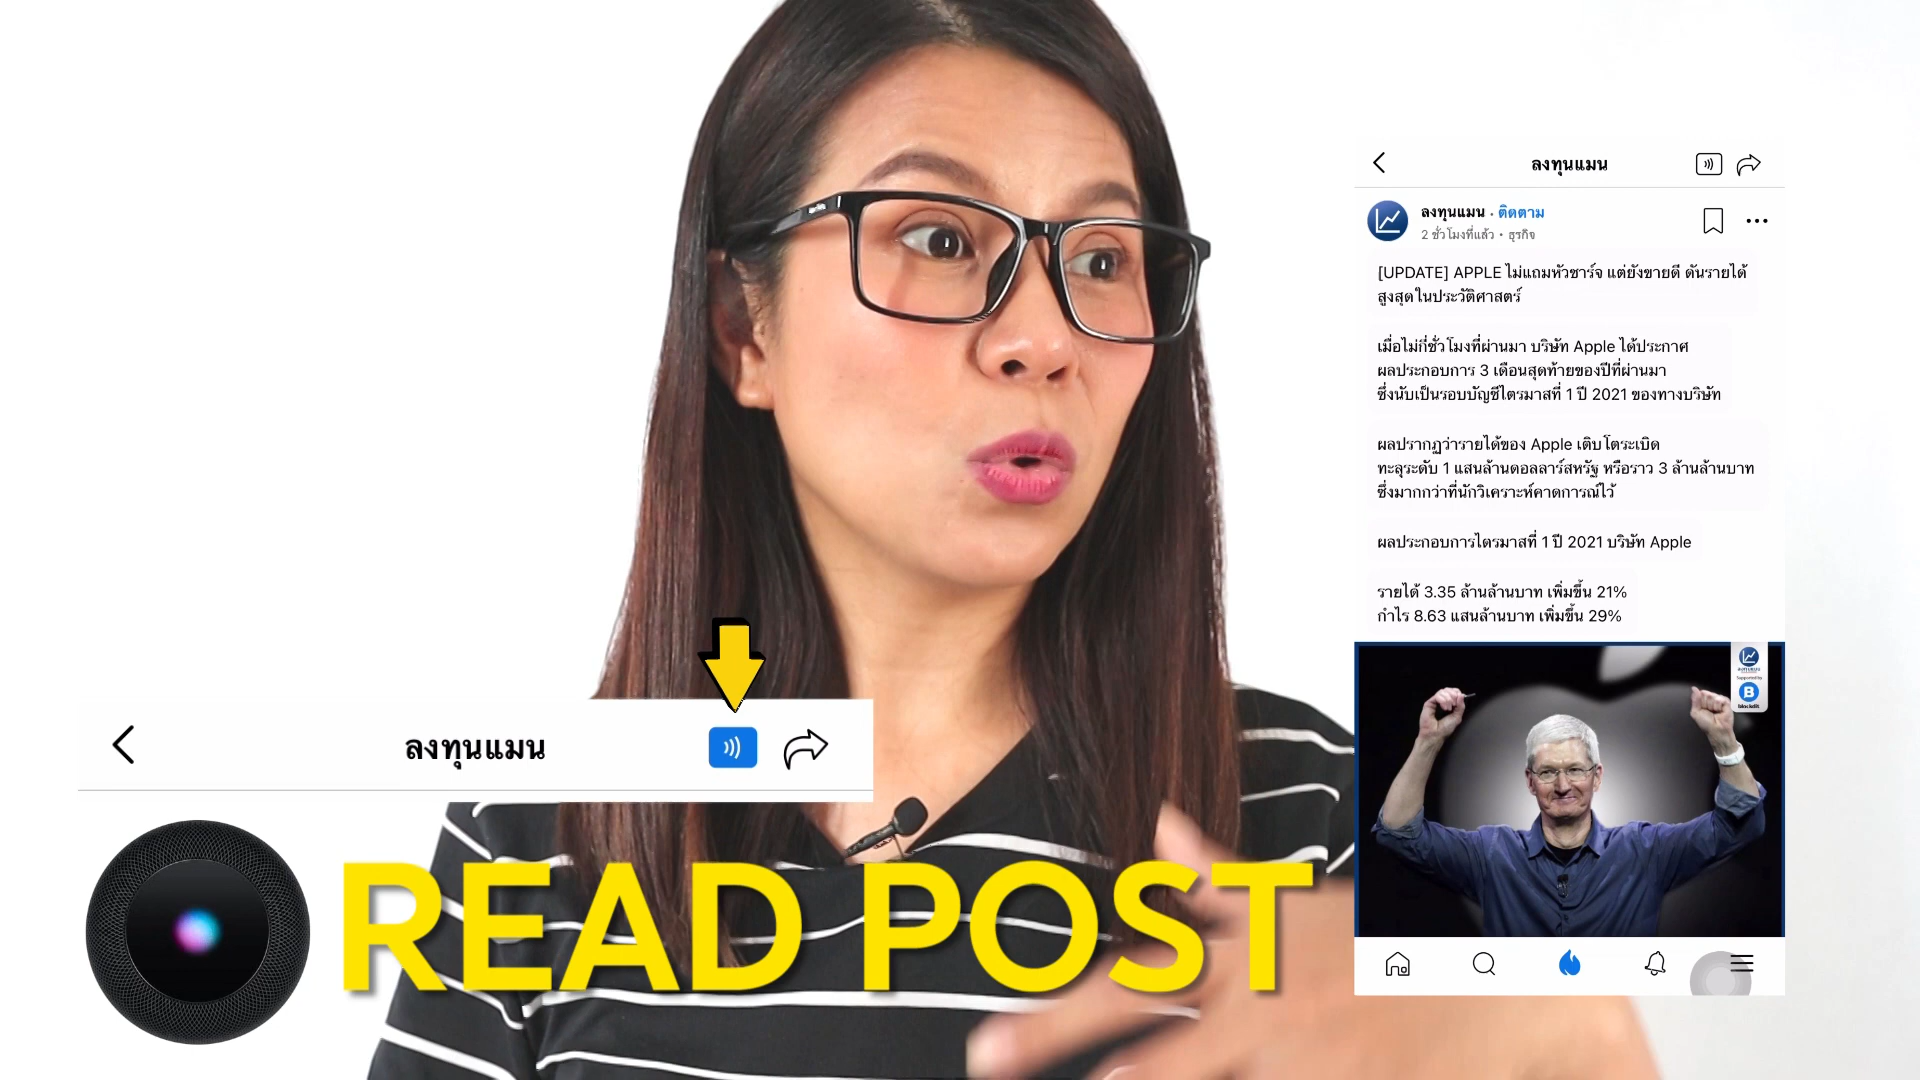 ลงทุนแมน
ลงทุนแมน · ติดตาม
2 ชั่วโมงที่แล้ว • ธุรกิจ
[UPDATE] APPLE ไม่แถมหัวชาร์จ แต่ยังขายดี ดันรายได้
สูงสุดในประวัติศาสตร์
เมื่อไม่กี่ชั่วโมงที่ผ่านมา บริษัท Apple ได้ประกาศ
ผลประกอบการ 3 เดือนสุดท้ายของปีที่ผ่านมา
ซึ่งนับเป็นรอบบัญชีไตรมาสที่ 1 ปี 2021 ของทางบริษัท
ผลปรากฏว่ารายได้ของ Apple เติบโตระเบิด
ทะลุระดับ 1 แสนล้านดอลลาร์สหรัฐ หรือราว 3 ล้านล้านบาท
ซึ่งมากกว่าที่นักวิเคราะห์คาดการณ์ไว้
ผลประกอบการไตรมาสที่ 1 ปี 2021 บริษัท Apple
รายได้ 3.35 ล้านล้านบาท เพิ่มขึ้น 21%
กำไร 8.63 แสนล้านบาท เพิ่มขึ้น 29%
Supported by
B
blockdit
ลงทุนแมน
READ POST